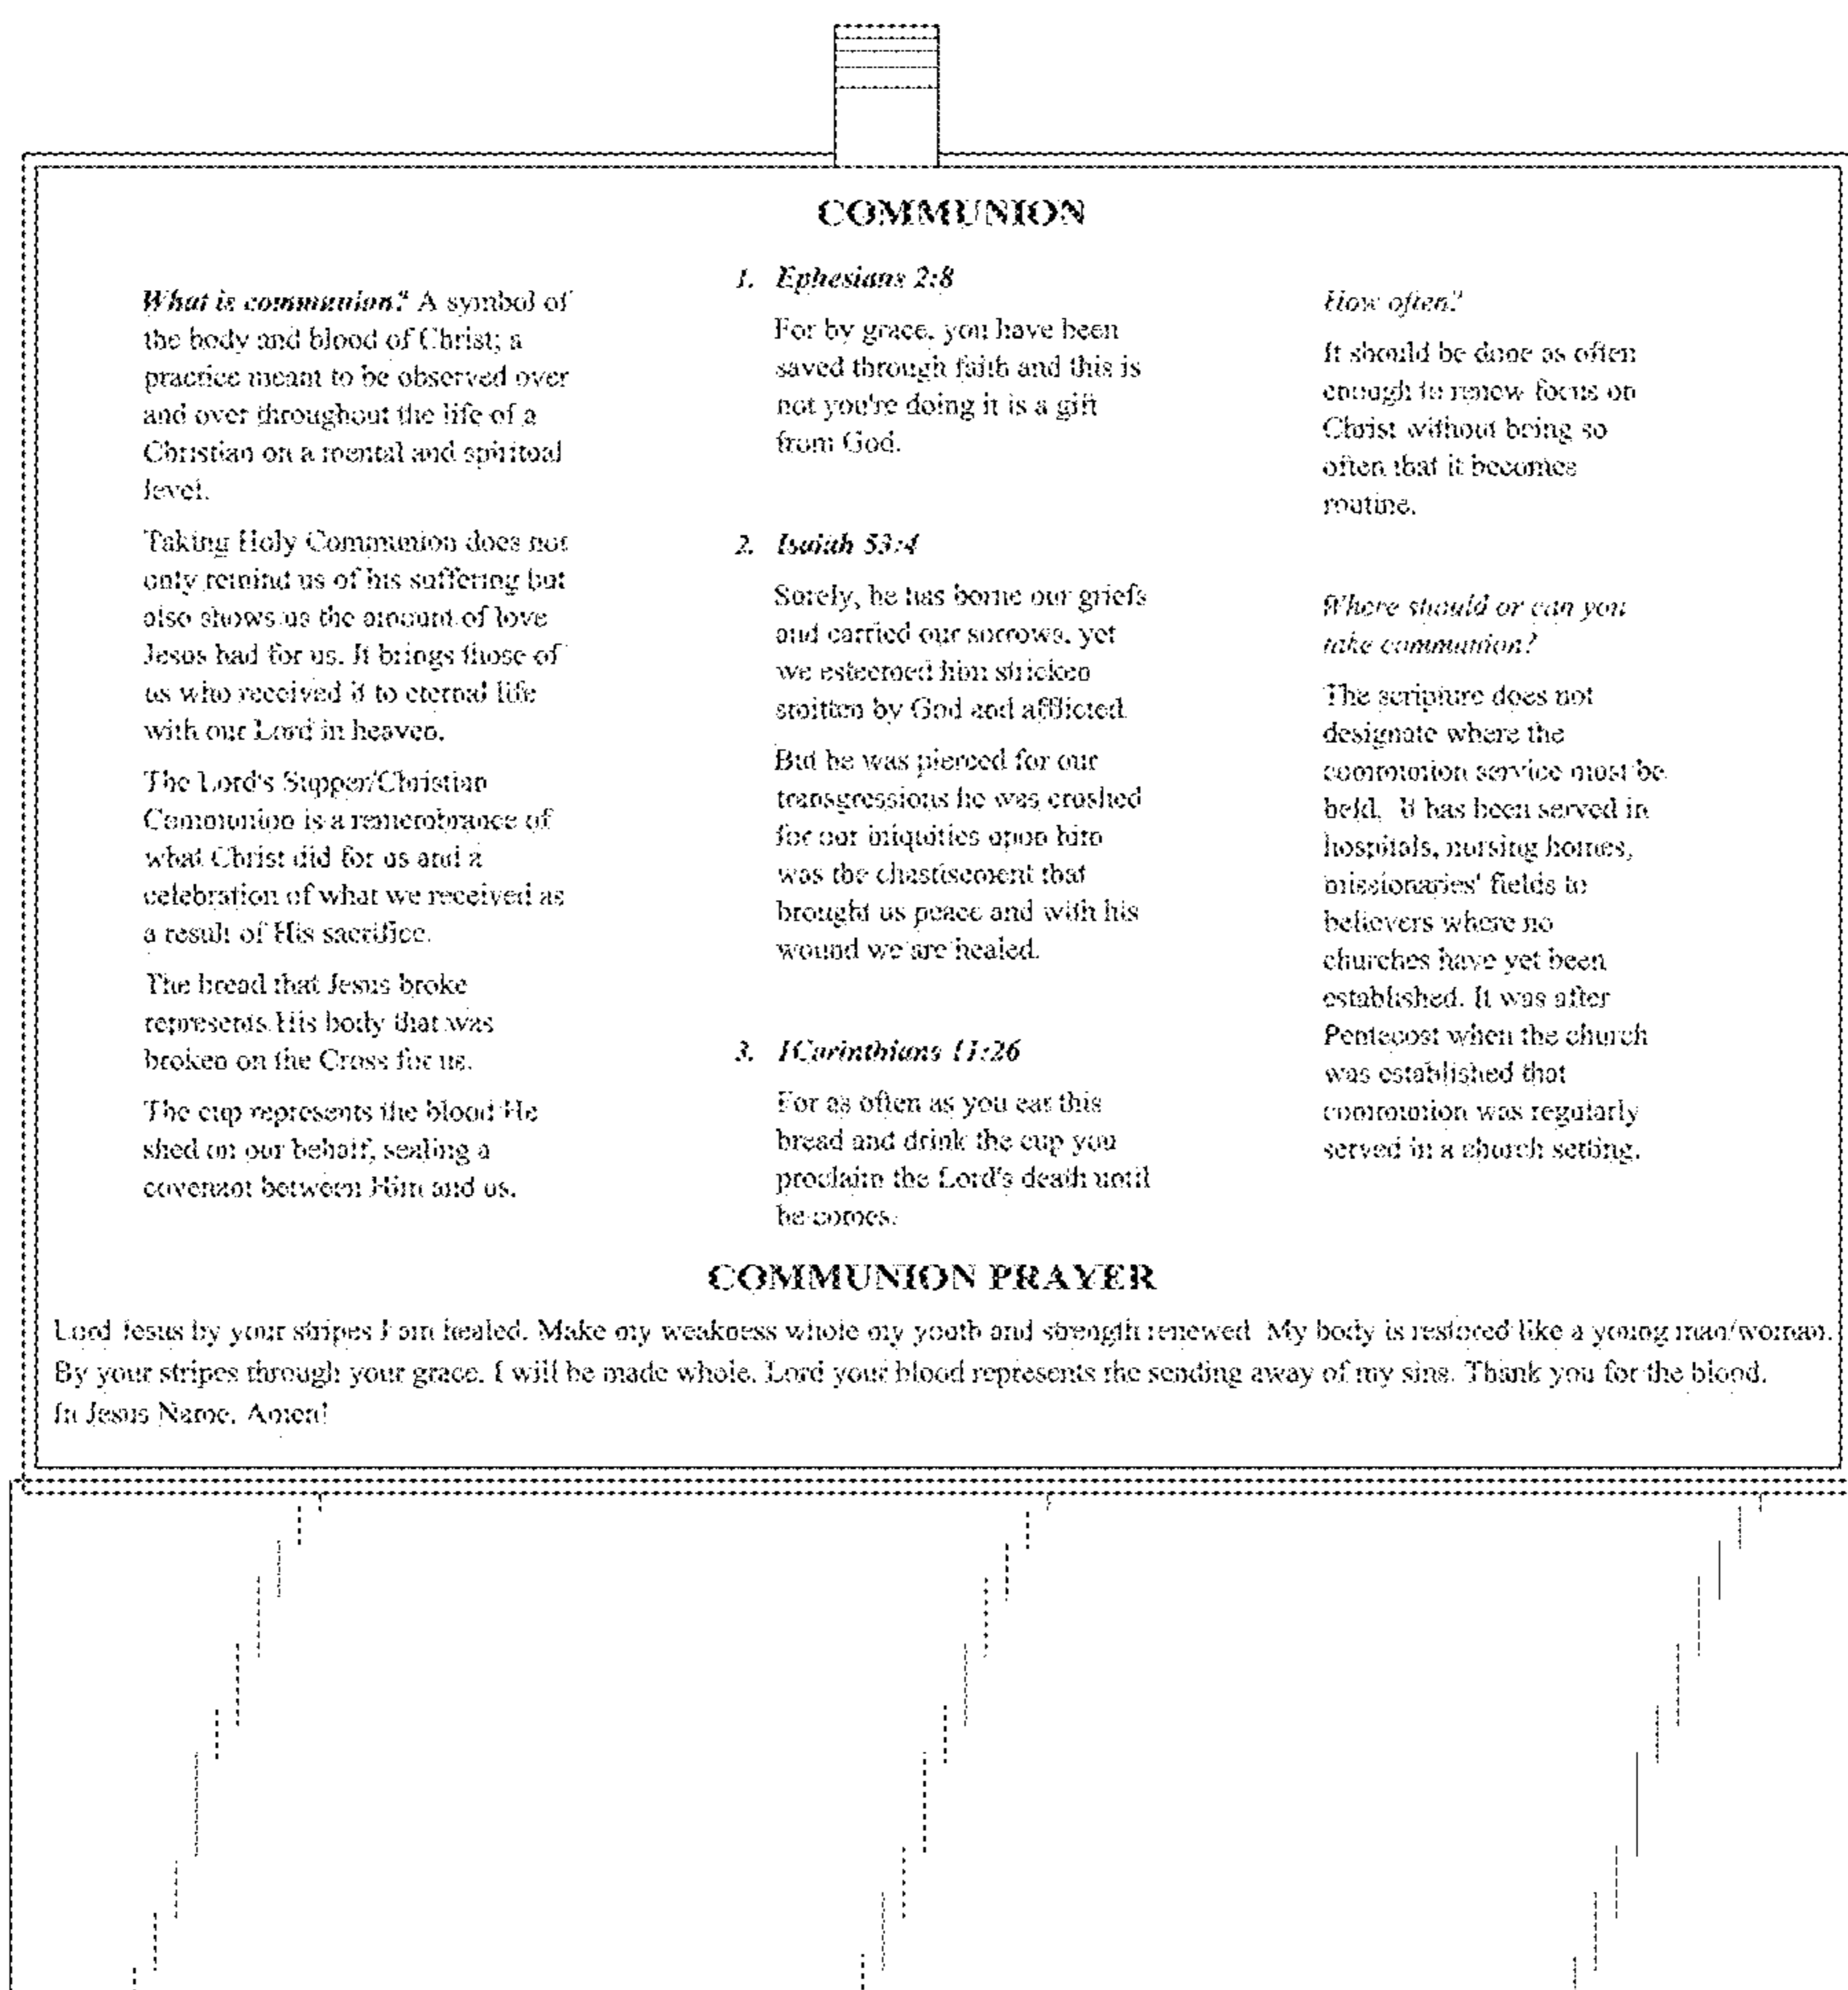 COMMUNION
What is communion? A symbol of
the body and blood of Christ; a
practice meant to be observed over
and over throughout the life of a
Christian on a mental and spiritual
level.
Taking Holy Communion does not
only remind us of his suffering but
also shows us the amount of love
Jesus had for us. It brings those of
us who received it to eternal life
with our Lord in heaven.
The Lord's Supper/Christian
Communion is a remembrance of
what Christ did for us and a
celebration of what we received as
a result of His sacrifice.
The bread that Jesus broke
represents His body that was
broken on the Cross for us.
The cup represents the blood He
shed on our behalf, sealing a
covenant between Him and us.
1. Ephesians 2:8
For by grace, you have been
saved through faith and this is
not you're doing it is a gift
from God.
2. Isaiah 53:4
Surely, he has borne our griefs
and carried our sorrows, yet
we esteemed him stricken
smitten by God and afflicted.
But he was pierced for our
transgressions he was crushed
for our iniquities upon him
was the chastisement that
brought us peace and with his
wound we are healed.
3. 1Corinthians 11:26
For as often as you eat this
bread and drink the cup you
proclaim the Lord's death until
he comes.
How often?
It should be done as often
enough to renew focus on
Christ without being so
often that it becomes
routine.
Where should or can you
take communion?
The scripture does not
designate where the
communion service must be
held. It has been served in
hospitals, nursing homes,
missionaries' fields to
believers where no
churches have yet been
established. It was after
Pentecost when the church
was established that
communion was regularly
served in a church setting.
COMMUNION PRAYER
Lord Jesus by your stripes I am healed. Make my weakness whole my youth and strength renewed. My body is restored like a young man/woman.
By your stripes through your grace. I will be made whole. Lord your blood represents the sending away of my sins. Thank you for the blood.
In Jesus Name. Amen!